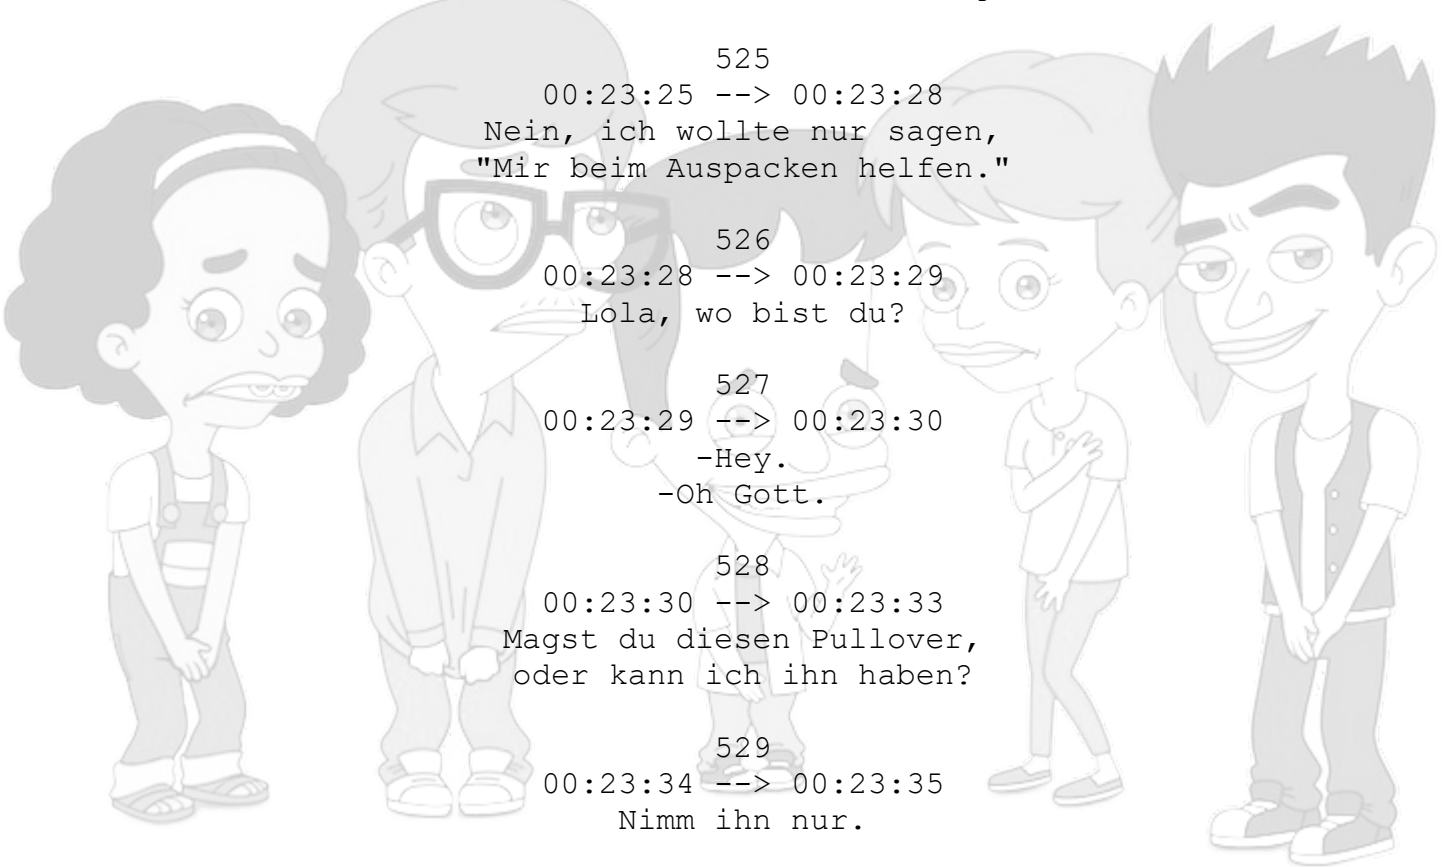 525
00:23:25 --> 00:23:28
Nein, ich wollte nur sagen,
"Mir beim Auspacken helfen."
526
00:23:28 --> 00:23:29
Lola, wo bist du?
527
00:23:29 --> 00:23:30
-Hey.
-Oh Gott.
528
00:23:30 --> 00:23:33
Magst du diesen Pullover,
oder kann ich ihn haben?
529
00:23:34 --> 00:23:35
Nimm ihn nur.